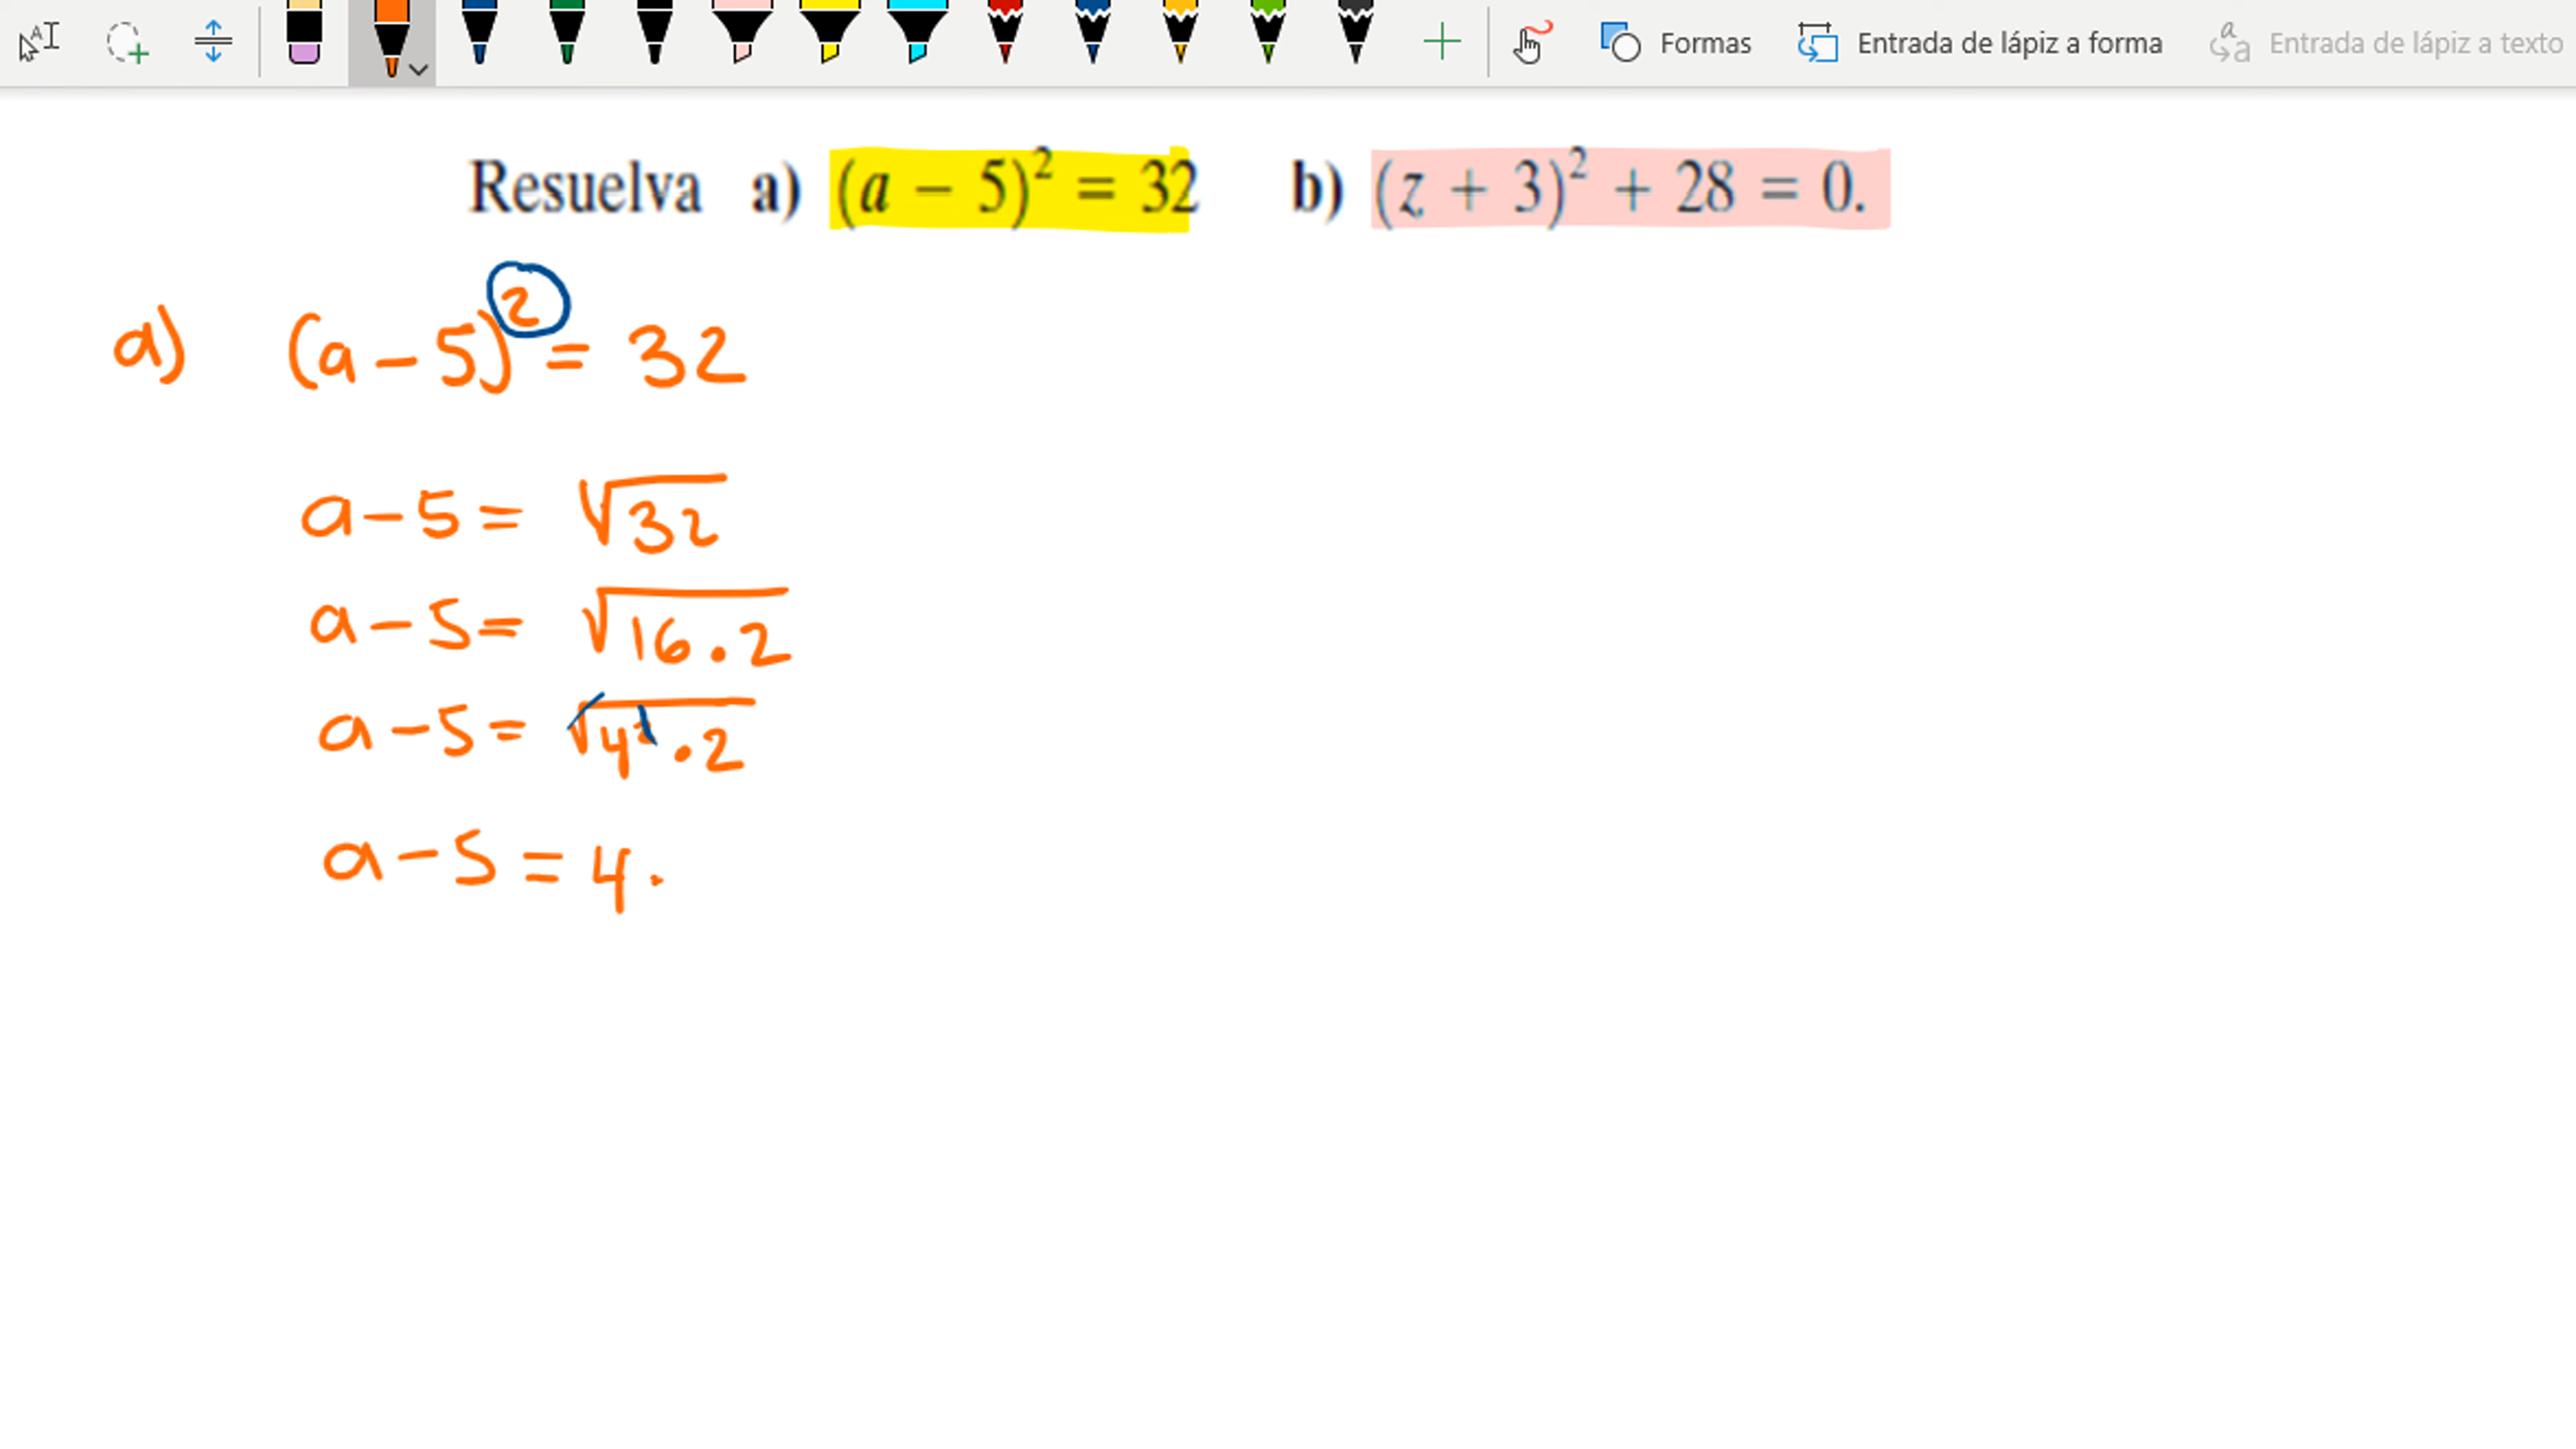 Formas Entrada de lápiz a forma Entrada de lápiz a texto
Resuelva a) (a − 5)² = 32 b) (z + 3)² + 28 = 0.
a) (a − 5)² = 32
a − 5 = √32
a − 5 = √16 · 2
a − 5 = √4² · 2
a − 5 = 4 ·